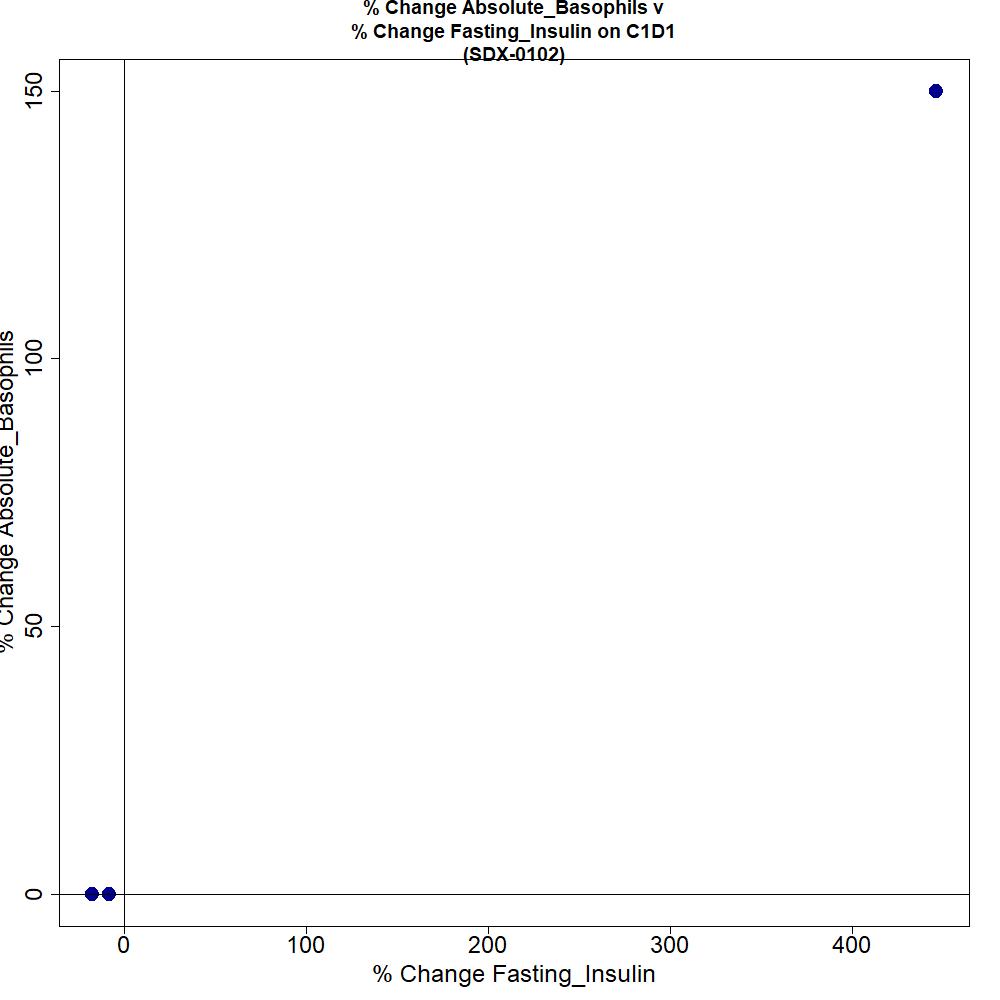 % Change Absolute_Basophils v
% Change Fasting_Insulin on C1D1
(SDX-0102)
150
100
50
0
% Change Absolute_Basophils
0
100
200
300
400
% Change Fasting_Insulin